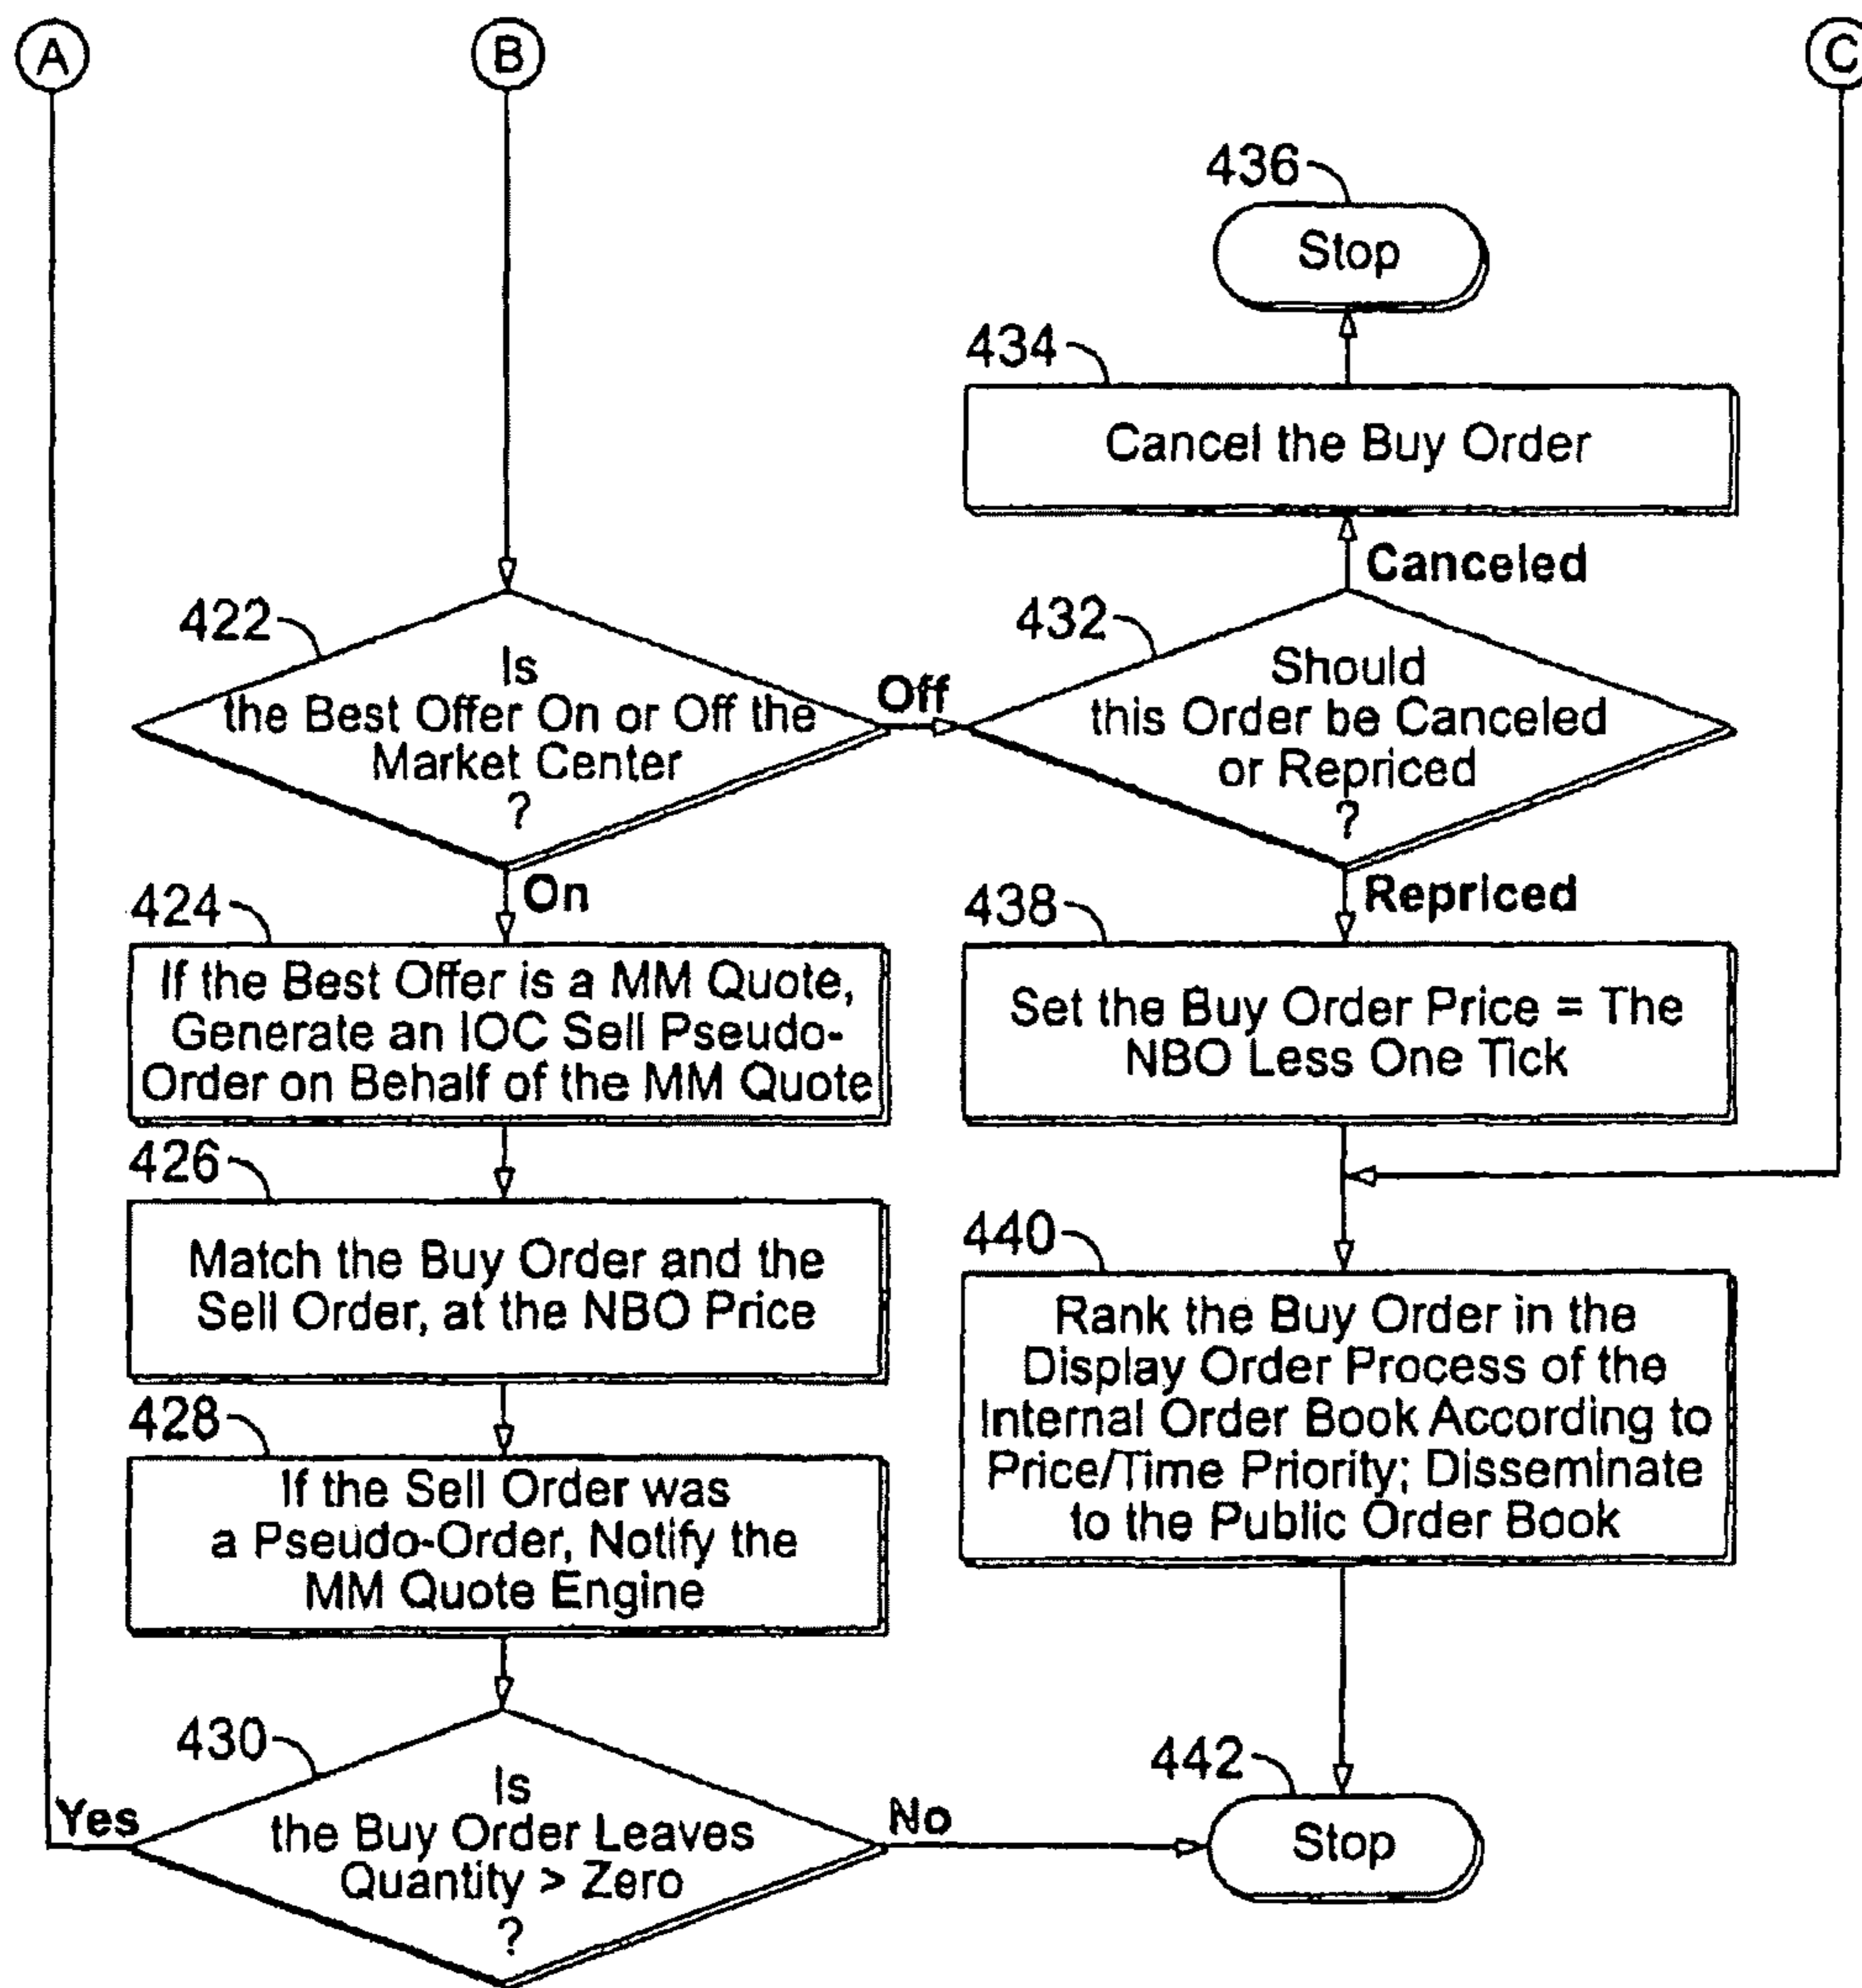 A
B
C
436
Stop
434
Cancel the Buy Order
Canceled
422
Is
the Best Offer On or Off the
Market Center
?
Off
432
Should
this Order be Canceled
or Repriced
?
On
Repriced
424
If the Best Offer is a MM Quote,
Generate an IOC Sell Pseudo-
Order on Behalf of the MM Quote
438
Set the Buy Order Price = The
NBO Less One Tick
426
Match the Buy Order and the
Sell Order, at the NBO Price
440
Rank the Buy Order in the
Display Order Process of the
Internal Order Book According to
Price/Time Priority; Disseminate
to the Public Order Book
428
If the Sell Order was
a Pseudo-Order, Notify the
MM Quote Engine
430
Is
the Buy Order Leaves
Quantity > Zero
?
Yes
No
442
Stop